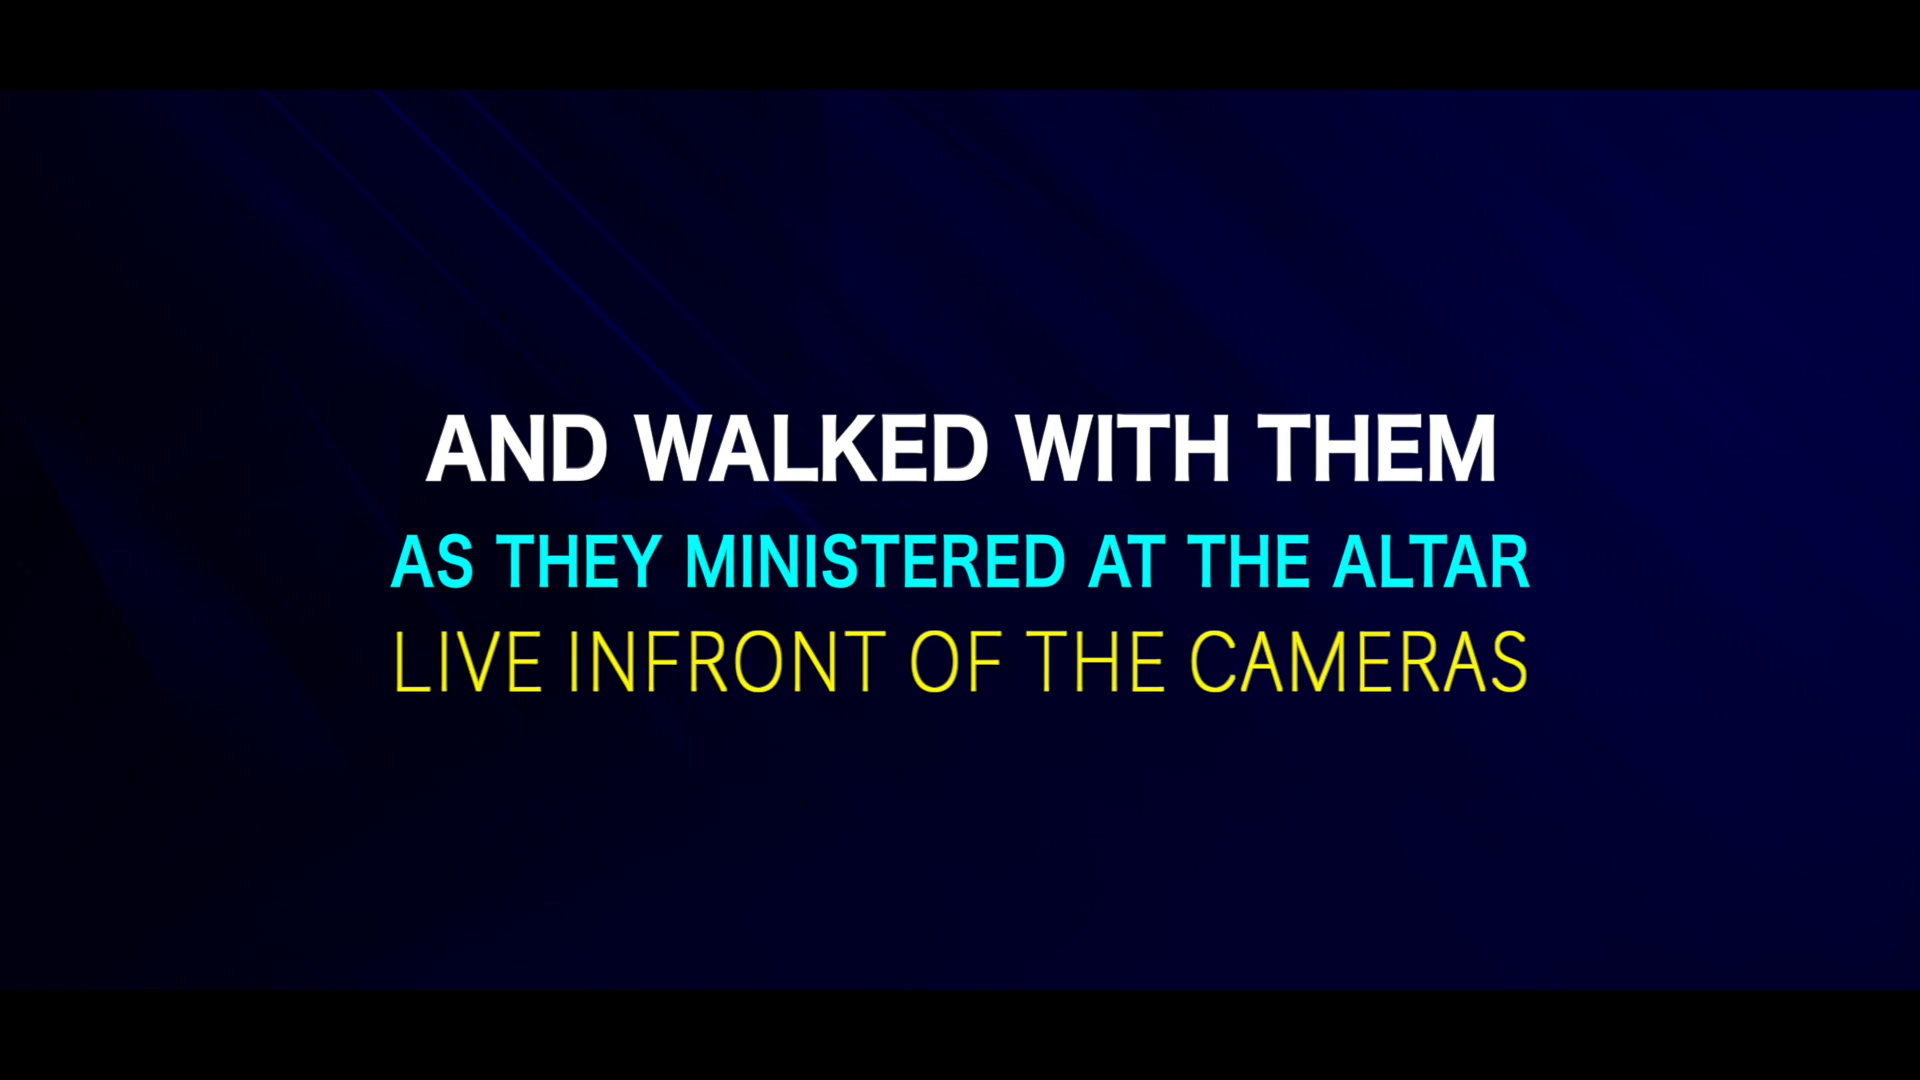 AND WALKED WITH THEM
AS THEY MINISTERED AT THE ALTAR
LIVE INFRONT OF THE CAMERAS